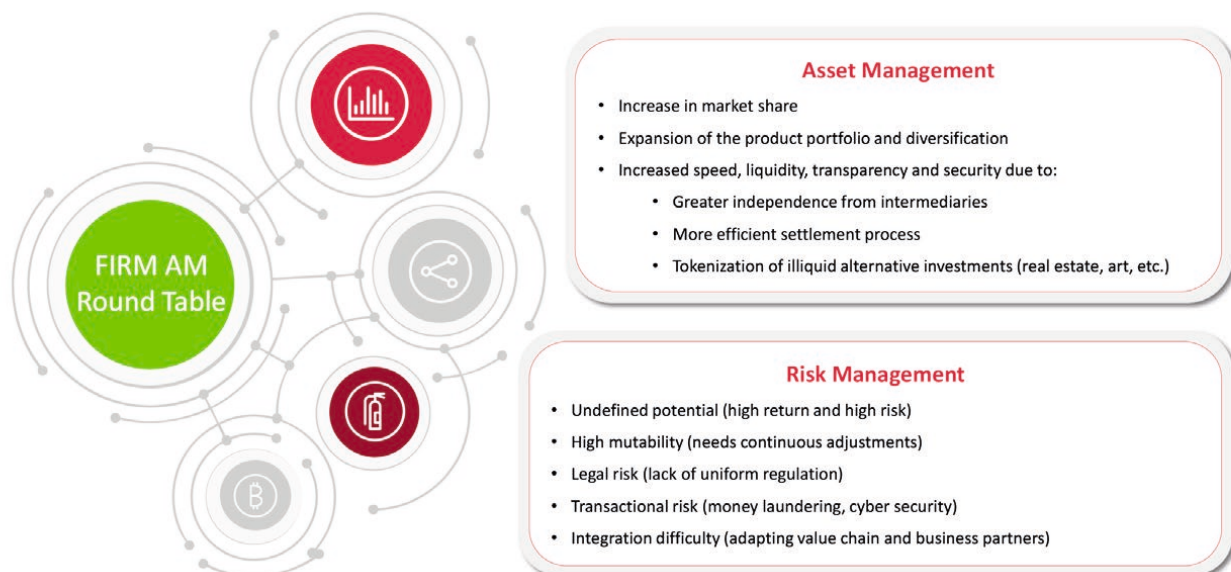 FIRM AM
Round Table
Asset Management
• Increase in market share
• Expansion of the product portfolio and diversification
• Increased speed, liquidity, transparency and security due to:
• Greater independence from intermediaries
• More efficient settlement process
• Tokenization of illiquid alternative investments (real estate, art, etc.)
Risk Management
• Undefined potential (high return and high risk)
• High mutability (needs continuous adjustments)
• Legal risk (lack of uniform regulation)
• Transactional risk (money laundering, cyber security)
• Integration difficulty (adapting value chain and business partners)